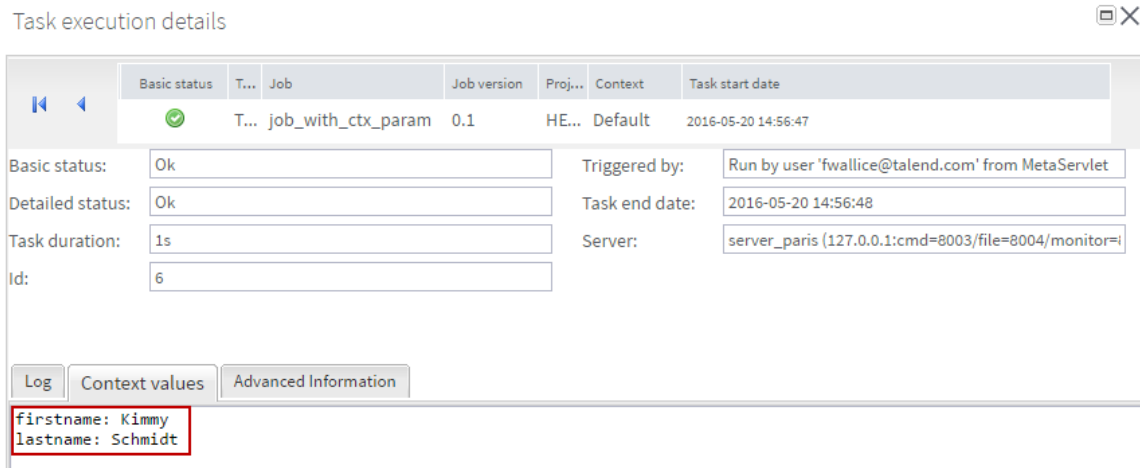 Task execution details
Basic status T... Job Job version Proj... Context Task start date
T... job_with_ctx_param 0.1 HE... Default 2016-05-20 14:56:47
Basic status: Ok Triggered by: Run by user 'fwallice@talend.com' from MetaServlet
Detailed status: Ok Task end date: 2016-05-20 14:56:48
Task duration: 1s Server: server_paris (127.0.0.1:cmd=8003/file=8004/monitor=
Id: 6
Log Context values Advanced Information
firstname: Kimmy
lastname: Schmidt